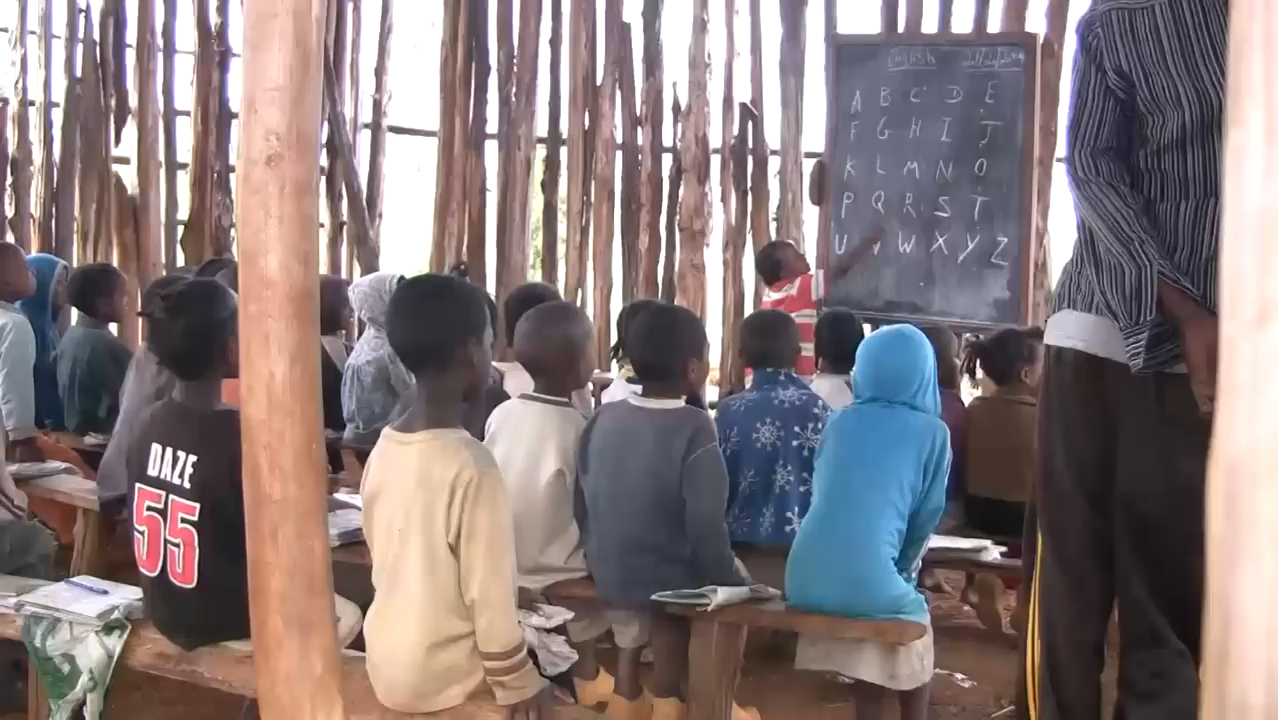 English
A B C D E
F G H I J
K L M N O
P Q R S T
U V W X Y Z
DAZE
55